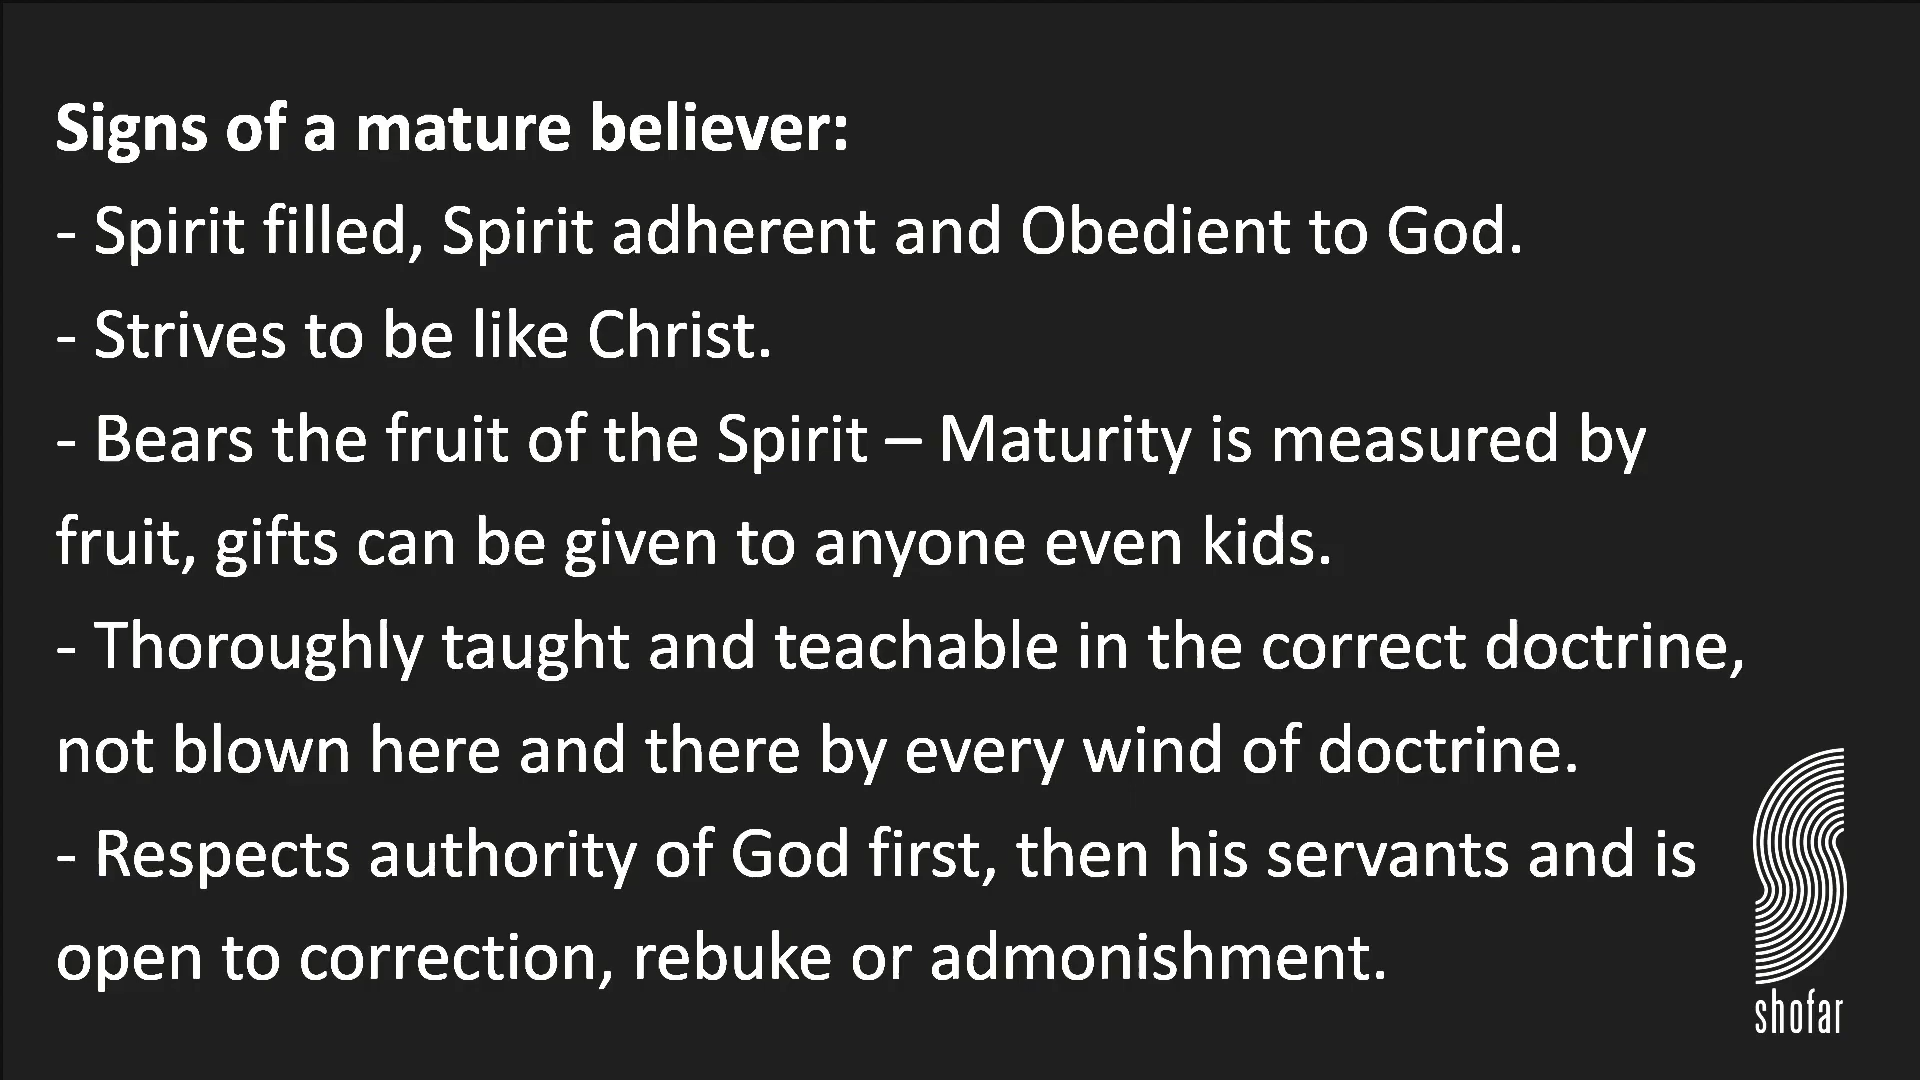 Signs of a mature believer:
- Spirit filled, Spirit adherent and Obedient to God.
- Strives to be like Christ.
- Bears the fruit of the Spirit – Maturity is measured by
fruit, gifts can be given to anyone even kids.
- Thoroughly taught and teachable in the correct doctrine,
not blown here and there by every wind of doctrine.
- Respects authority of God first, then his servants and is
open to correction, rebuke or admonishment.
shofar